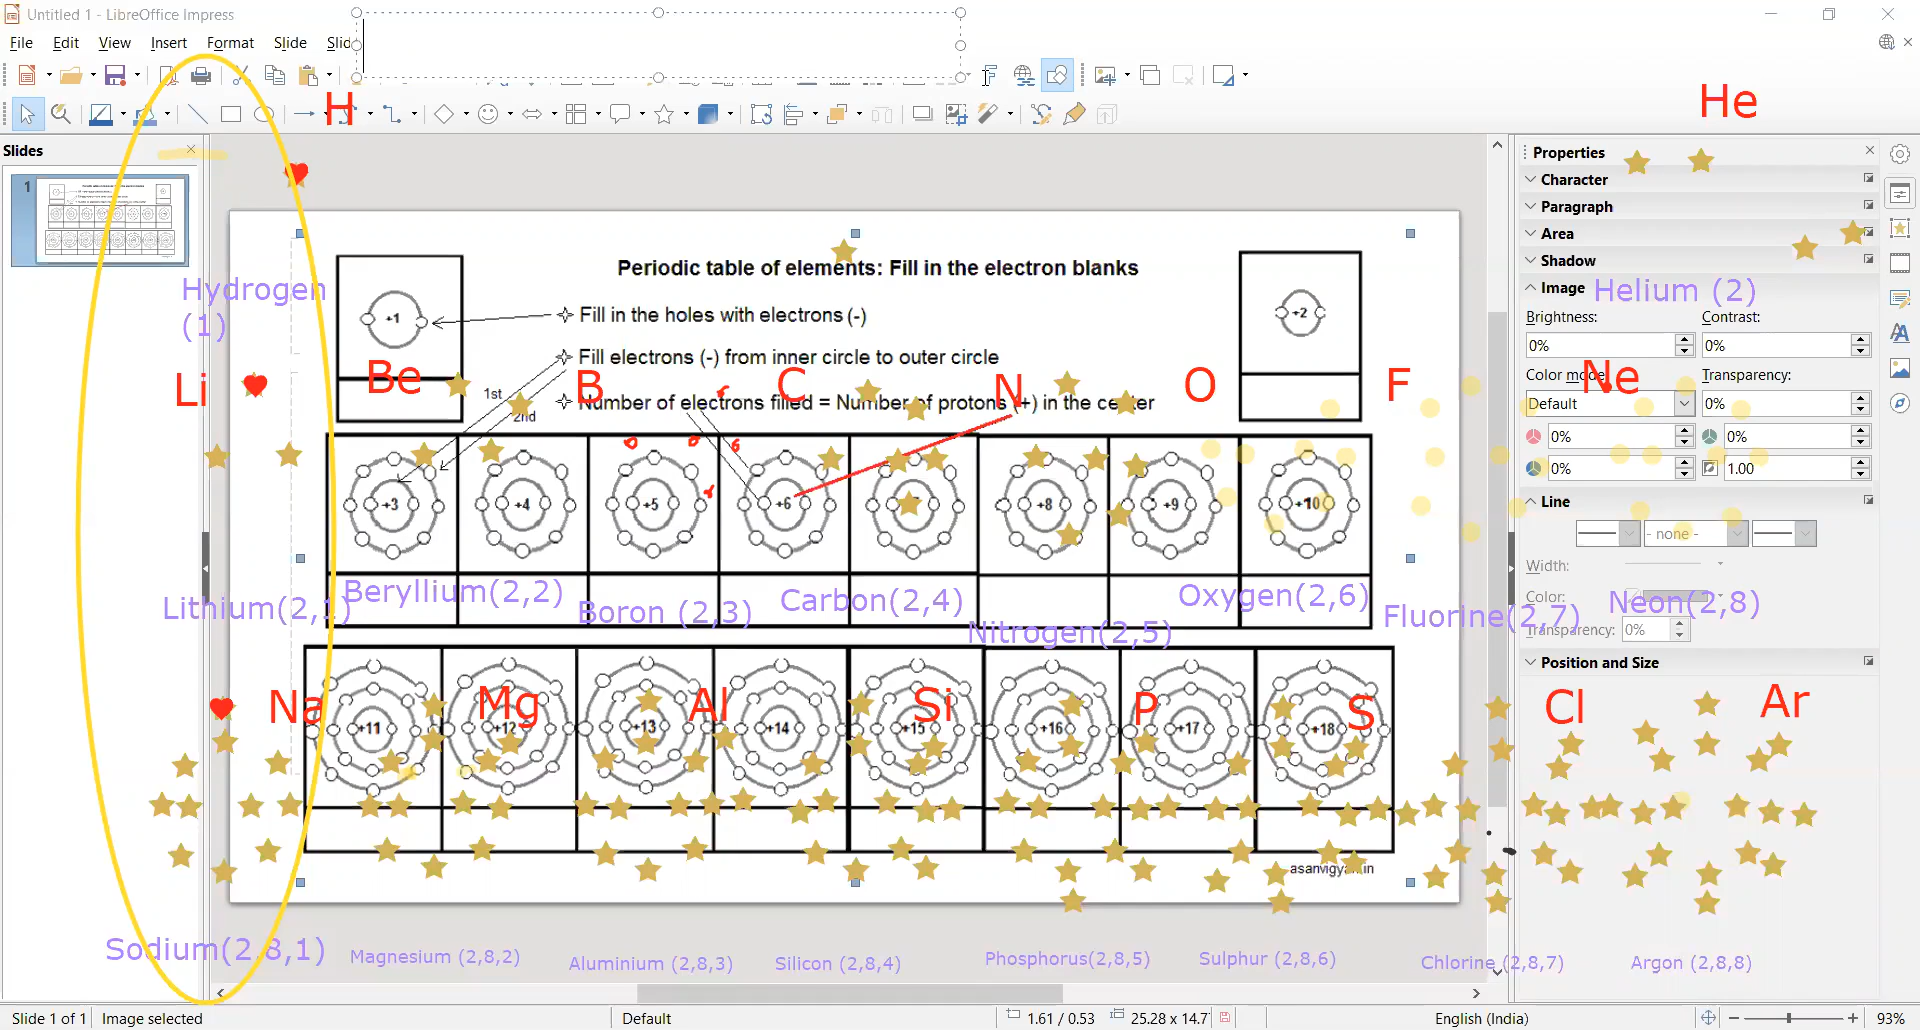 Untitled 1 - LibreOffice Impress
File Edit View Insert Format Slide Slid
H
He
Slides
1
Properties
Character
Paragraph
Area
Shadow
Image
Brightness: Contrast:
0% 0%
Color mode: Transparency:
Default 0%
0% 0%
0% 1.00
Line
- none -
Width:
Color:
Transparency: 0%
Position and Size
Periodic table of elements: Fill in the electron blanks
Fill in the holes with electrons (-)
Fill electrons (-) from inner circle to outer circle
Number of electrons filled = Number of protons (+) in the center
1st
2nd
+1 +2
Hydrogen
(1)
Helium (2)
Li Be B C N O F Ne
+3 +4 +5 +6 +8 +9 +10
Lithium(2,1) Beryllium(2,2) Boron (2,3) Carbon(2,4) Nitrogen(2,5) Oxygen(2,6) Fluorine(2,7) Neon(2,8)
Na Mg Al Si P S Cl Ar
+11 +12 +13 +14 +15 +16 +17 +18
Sodium(2,8,1) Magnesium (2,8,2) Aluminium (2,8,3) Silicon (2,8,4) Phosphorus(2,8,5) Sulphur (2,8,6) Chlorine (2,8,7) Argon (2,8,8)
Slide 1 of 1 Image selected Default 1.61 / 0.53 25.28 x 14.7 English (India) 93%